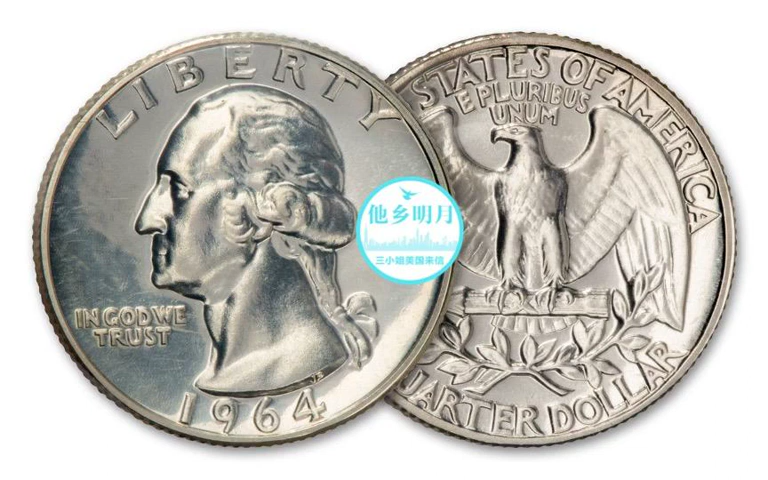 LIBERTY
IN GOD WE
TRUST
1964
他乡明月
三小姐美国来信
STATES OF AMERICA
E PLURIBUS
UNUM
QUARTER DOLLAR